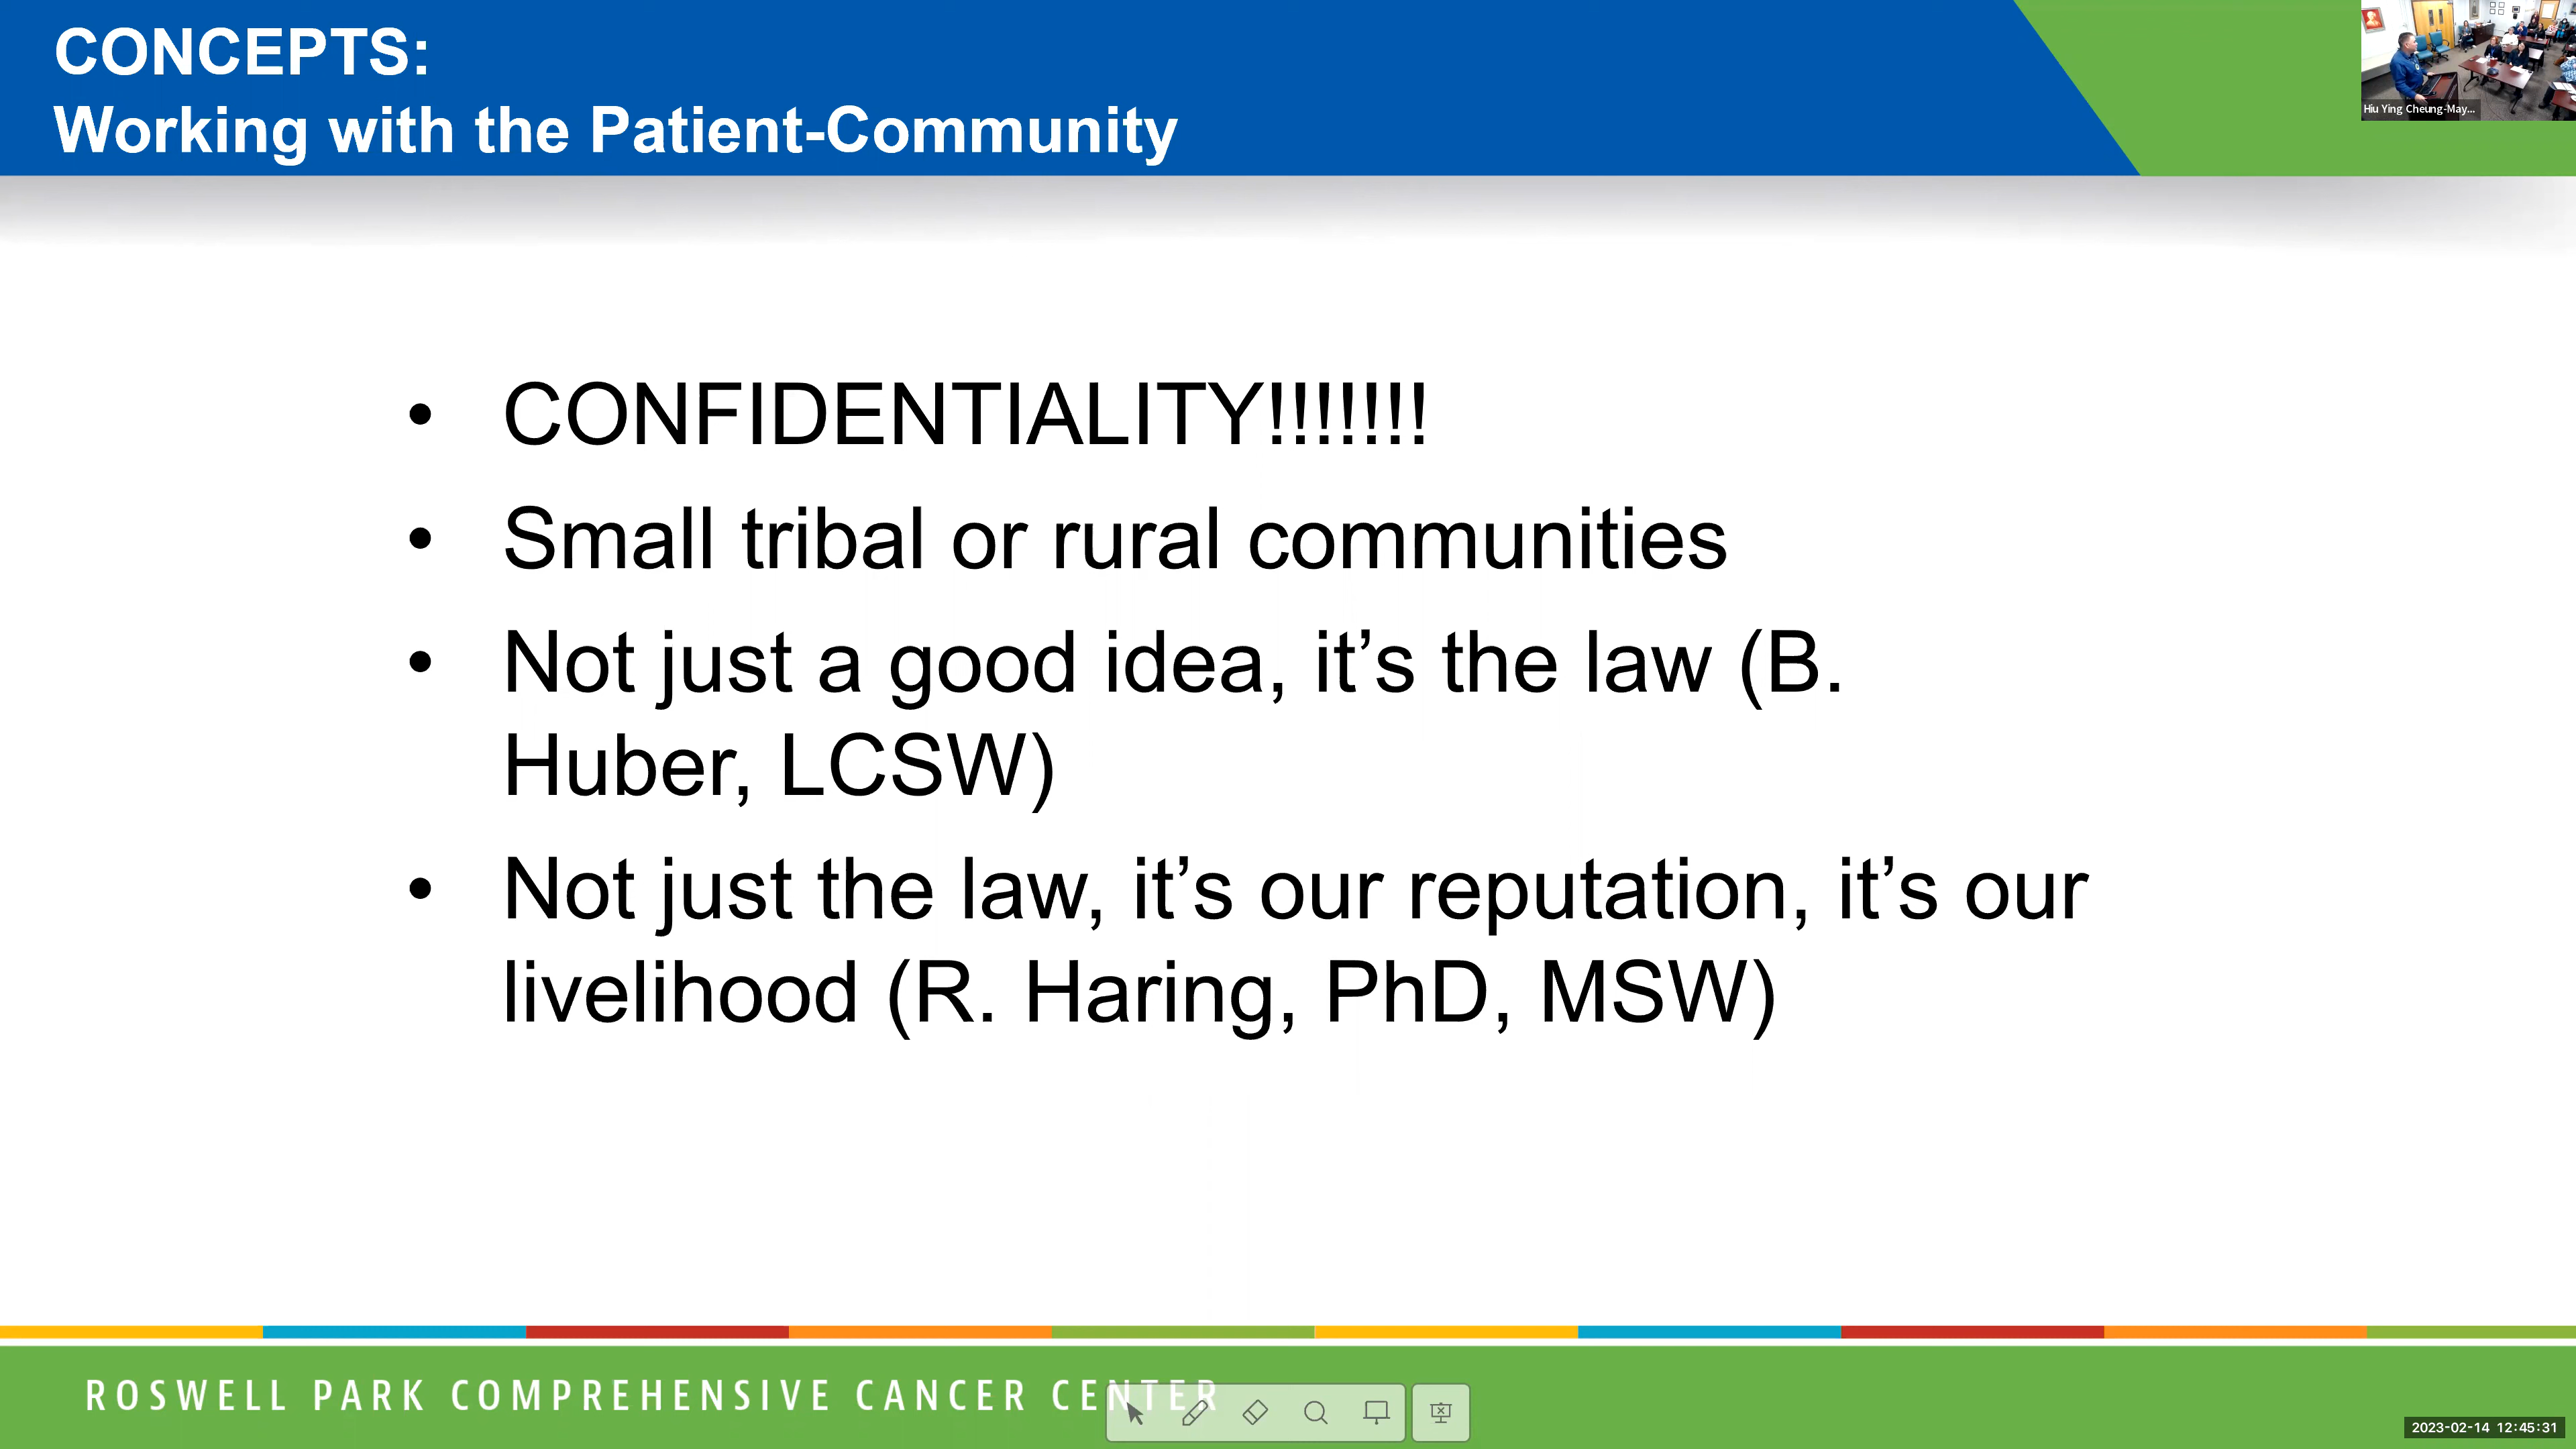 CONCEPTS:
Working with the Patient-Community
Hiu Ying Cheung-May...
• CONFIDENTIALITY!!!!!!!
• Small tribal or rural communities
• Not just a good idea, it’s the law (B.
Huber, LCSW)
• Not just the law, it’s our reputation, it’s our
livelihood (R. Haring, PhD, MSW)
ROSWELL PARK COMPREHENSIVE CANCER CENTER
2023-02-14 12:45:31